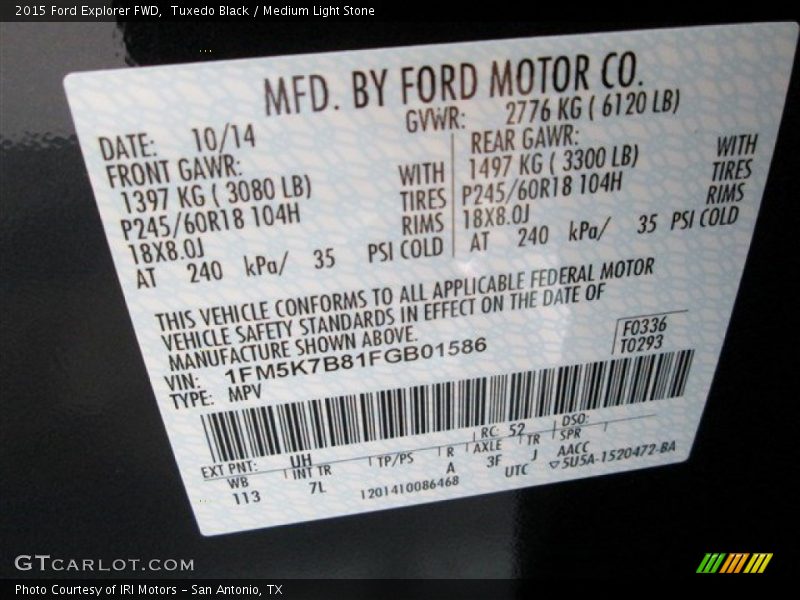 2015 Ford Explorer FWD, Tuxedo Black / Medium Light Stone
MFD. BY FORD MOTOR CO.
DATE: 10/14 GVWR: 2776 KG ( 6120 LB)
FRONT GAWR: REAR GAWR:
1397 KG ( 3080 LB) WITH 1497 KG ( 3300 LB) WITH
P245/60R18 104H TIRES P245/60R18 104H TIRES
18X8.0J RIMS 18X8.0J RIMS
AT 240 kPa/ 35 PSI COLD AT 240 kPa/ 35 PSI COLD
THIS VEHICLE CONFORMS TO ALL APPLICABLE FEDERAL MOTOR
VEHICLE SAFETY STANDARDS IN EFFECT ON THE DATE OF
MANUFACTURE SHOWN ABOVE.
VIN: 1FM5K7B81FGB01586 F0336
TYPE: MPV T0293
EXT PNT: UH RC: 52 DSO:
WB INT TR TP/PS R AXLE TR SPR
113 7L A 3F J AACC
1201410086468 UTC ▽5U5A-1520472-BA
GTCARLOT.COM
Photo Courtesy of IRI Motors – San Antonio, TX